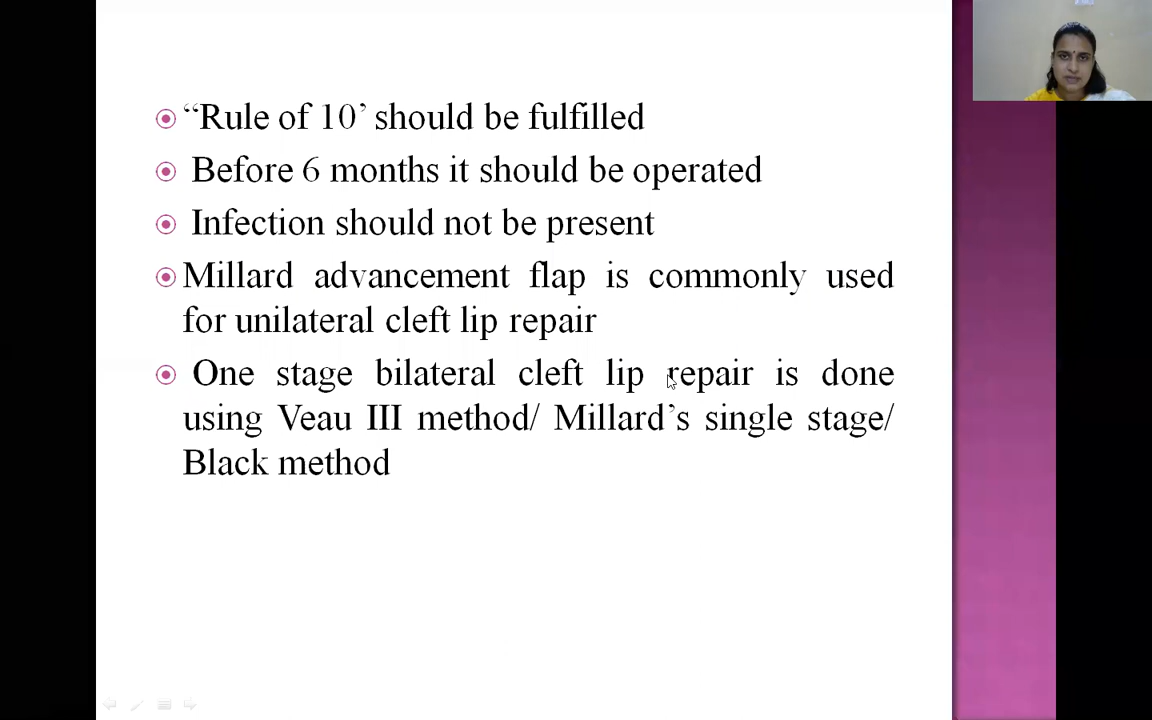 “Rule of 10’ should be fulfilled
Before 6 months it should be operated
Infection should not be present
Millard advancement flap is commonly used
for unilateral cleft lip repair
One stage bilateral cleft lip repair is done
using Veau III method/ Millard’s single stage/
Black method